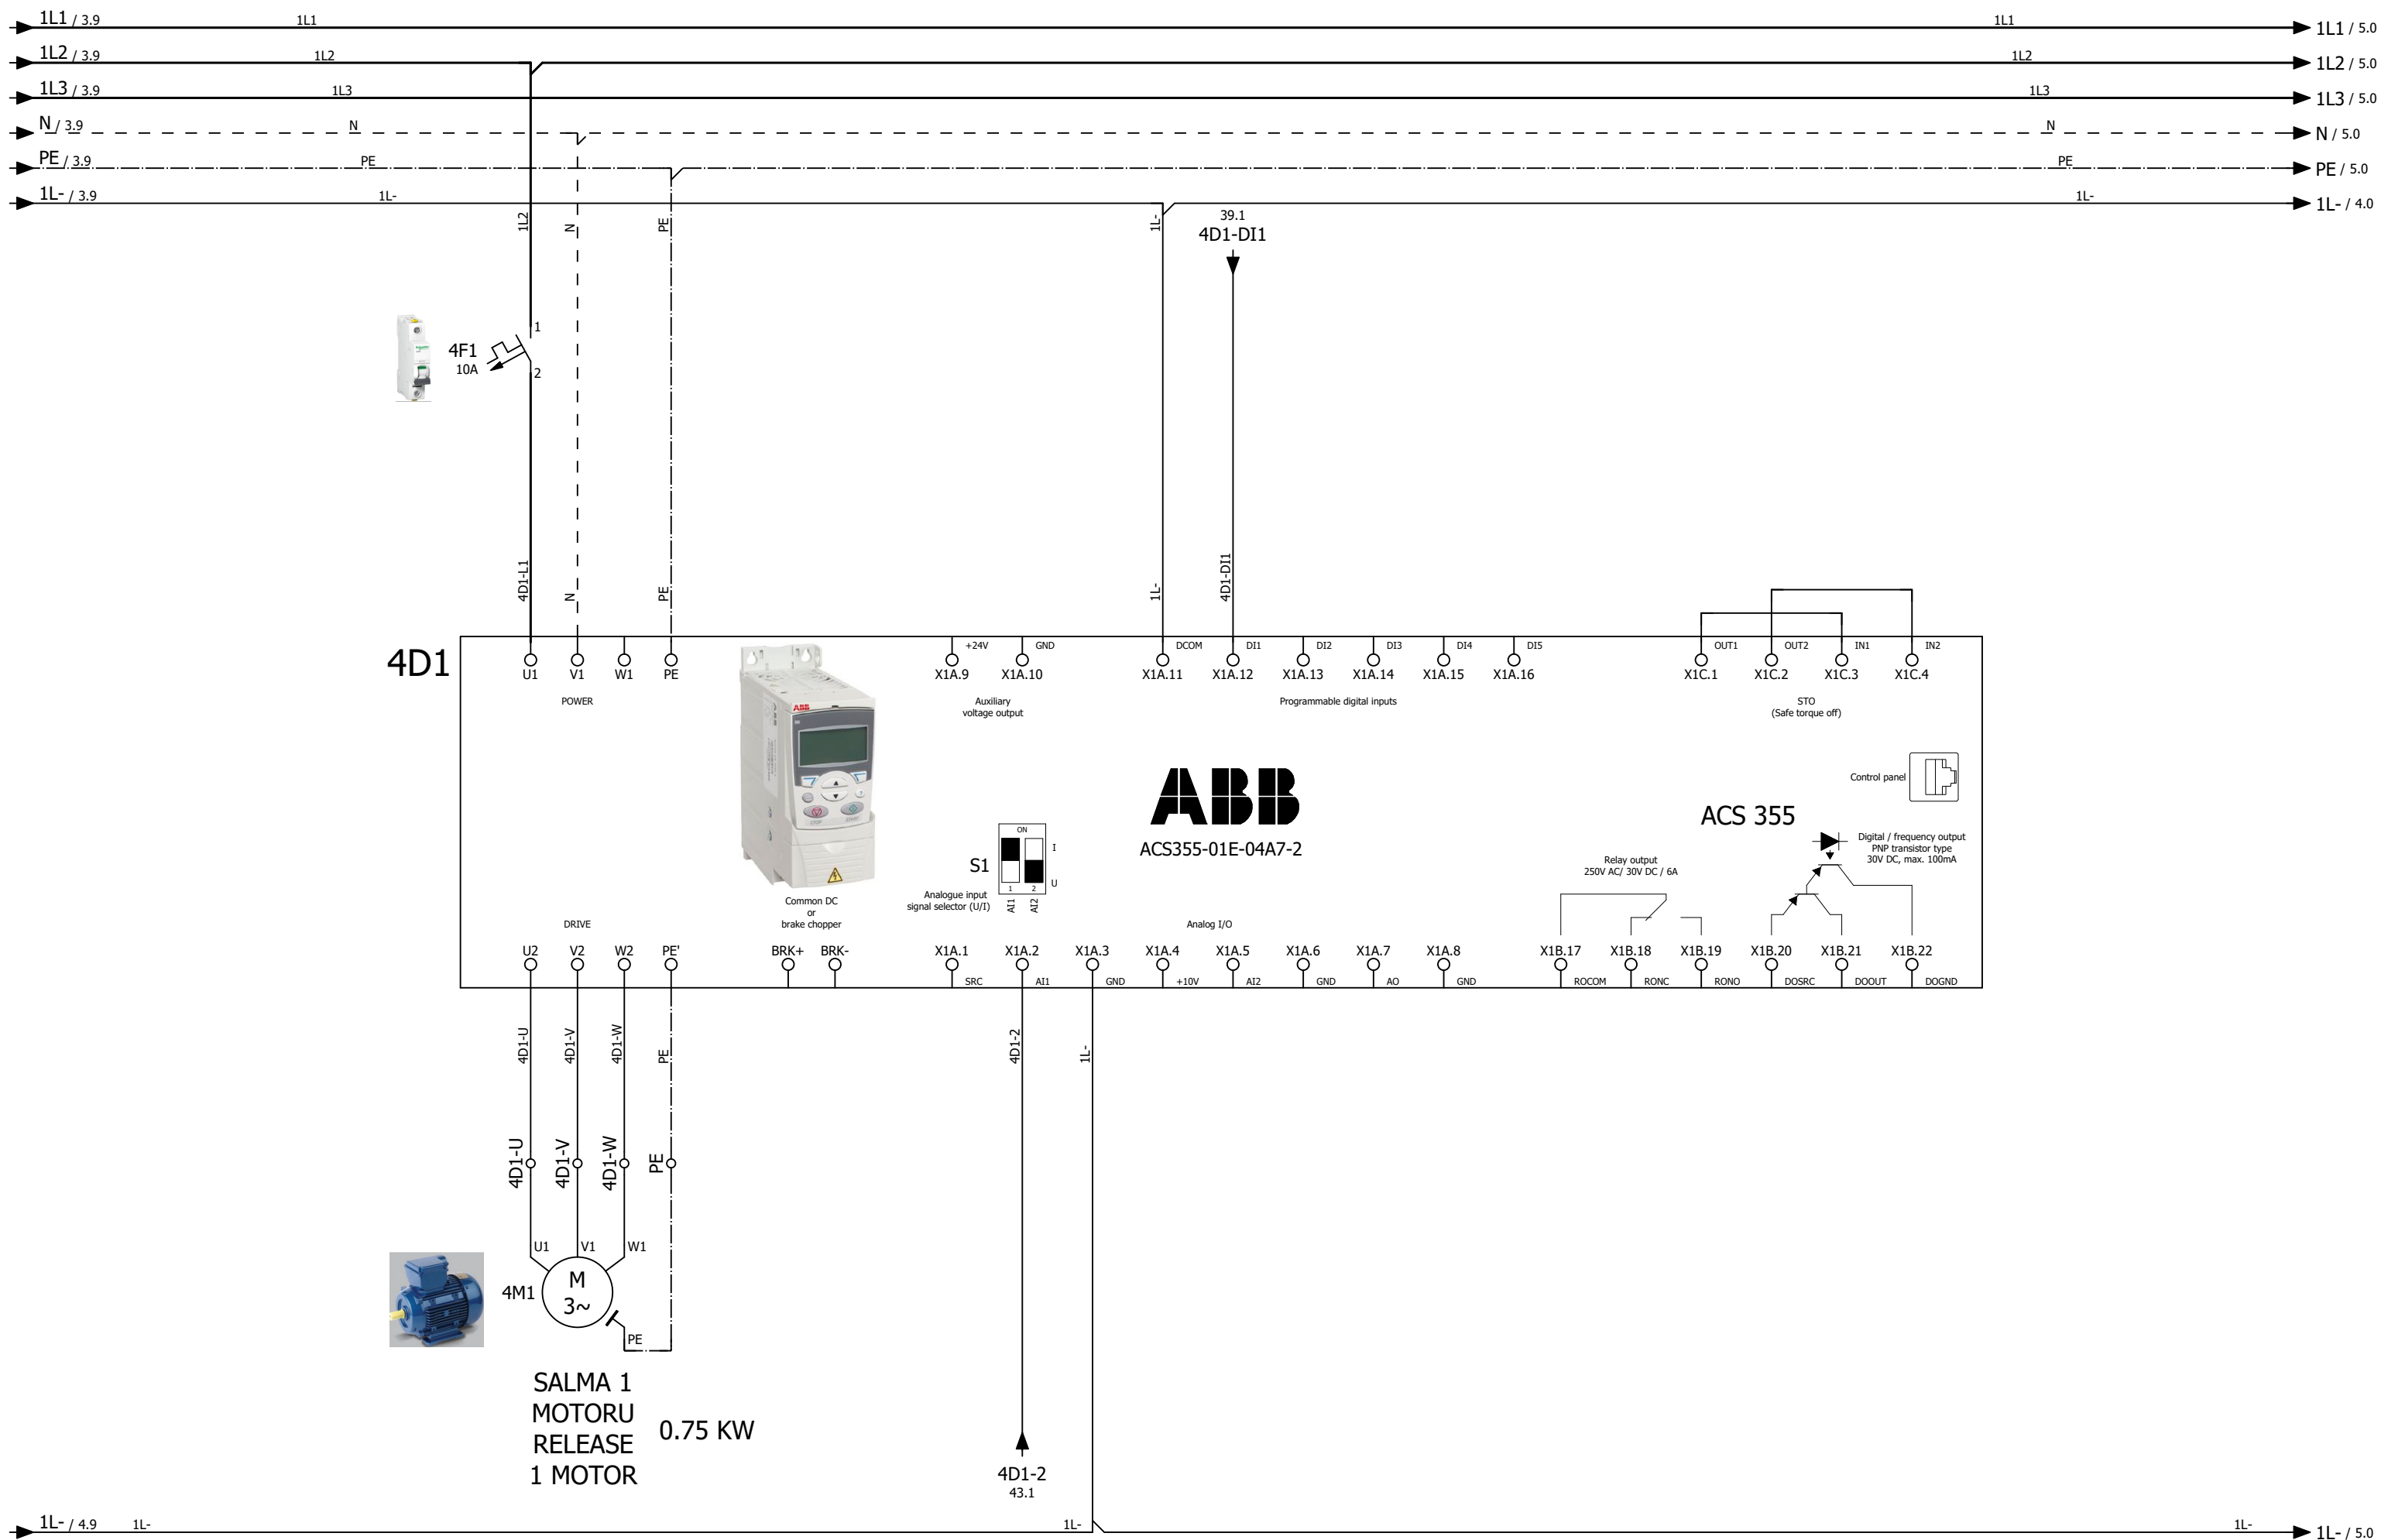 1L1 / 3.9 1L1 1L1 1L1 / 5.0
1L2 / 3.9 1L2 1L2 1L2 / 5.0
1L3 / 3.9 1L3 1L3 1L3 / 5.0
N / 3.9 N N N / 5.0
PE / 3.9 PE PE PE / 5.0
1L- / 3.9 1L- 1L- 1L- / 4.0
1L2 N PE 1L-
39.1
4D1-DI1
1
4F1
10A
2
4D1-L1 N PE 1L- 4D1-DI1
4D1
+24V GND DCOM DI1 DI2 DI3 DI4 DI5 OUT1 OUT2 IN1 IN2
U1 V1 W1 PE X1A.9 X1A.10 X1A.11 X1A.12 X1A.13 X1A.14 X1A.15 X1A.16 X1C.1 X1C.2 X1C.3 X1C.4
POWER
Auxiliary
voltage output
Programmable digital inputs
STO
(Safe torque off)
ABB
Control panel
ABB
ACS 355
ACS355-01E-04A7-2
ON
I
S1
U
1 2
AI1 AI2
Analogue input
signal selector (U/I)
Digital / frequency output
PNP transistor type
30V DC, max. 100mA
Relay output
250V AC/ 30V DC / 6A
Common DC
or
brake chopper
DRIVE
Analog I/O
U2 V2 W2 PE' BRK+ BRK- X1A.1 X1A.2 X1A.3 X1A.4 X1A.5 X1A.6 X1A.7 X1A.8 X1B.17 X1B.18 X1B.19 X1B.20 X1B.21 X1B.22
SRC AI1 GND +10V AI2 GND AO GND ROCOM RONC RONO DOSRC DOOUT DOGND
4D1-U 4D1-V 4D1-W PE 4D1-2 1L-
4D1-U 4D1-V 4D1-W PE
U1 V1 W1
M
3~
4M1
PE
SALMA 1
MOTORU
RELEASE
1 MOTOR
0.75 KW
4D1-2
43.1
1L- / 4.9 1L- 1L- 1L- 1L- / 5.0